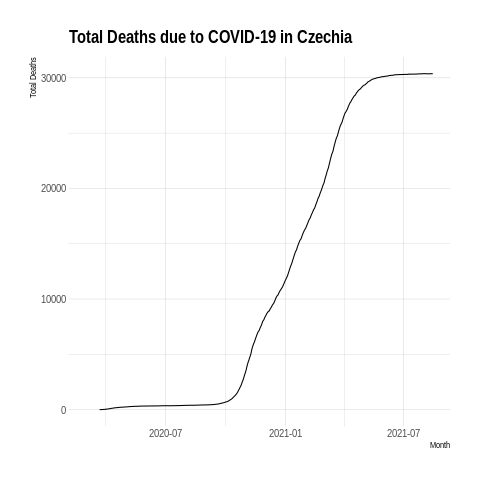 Total Deaths due to COVID-19 in Czechia
Total Deaths
30000
20000
10000
0
2020-07 2021-01 2021-07
Month